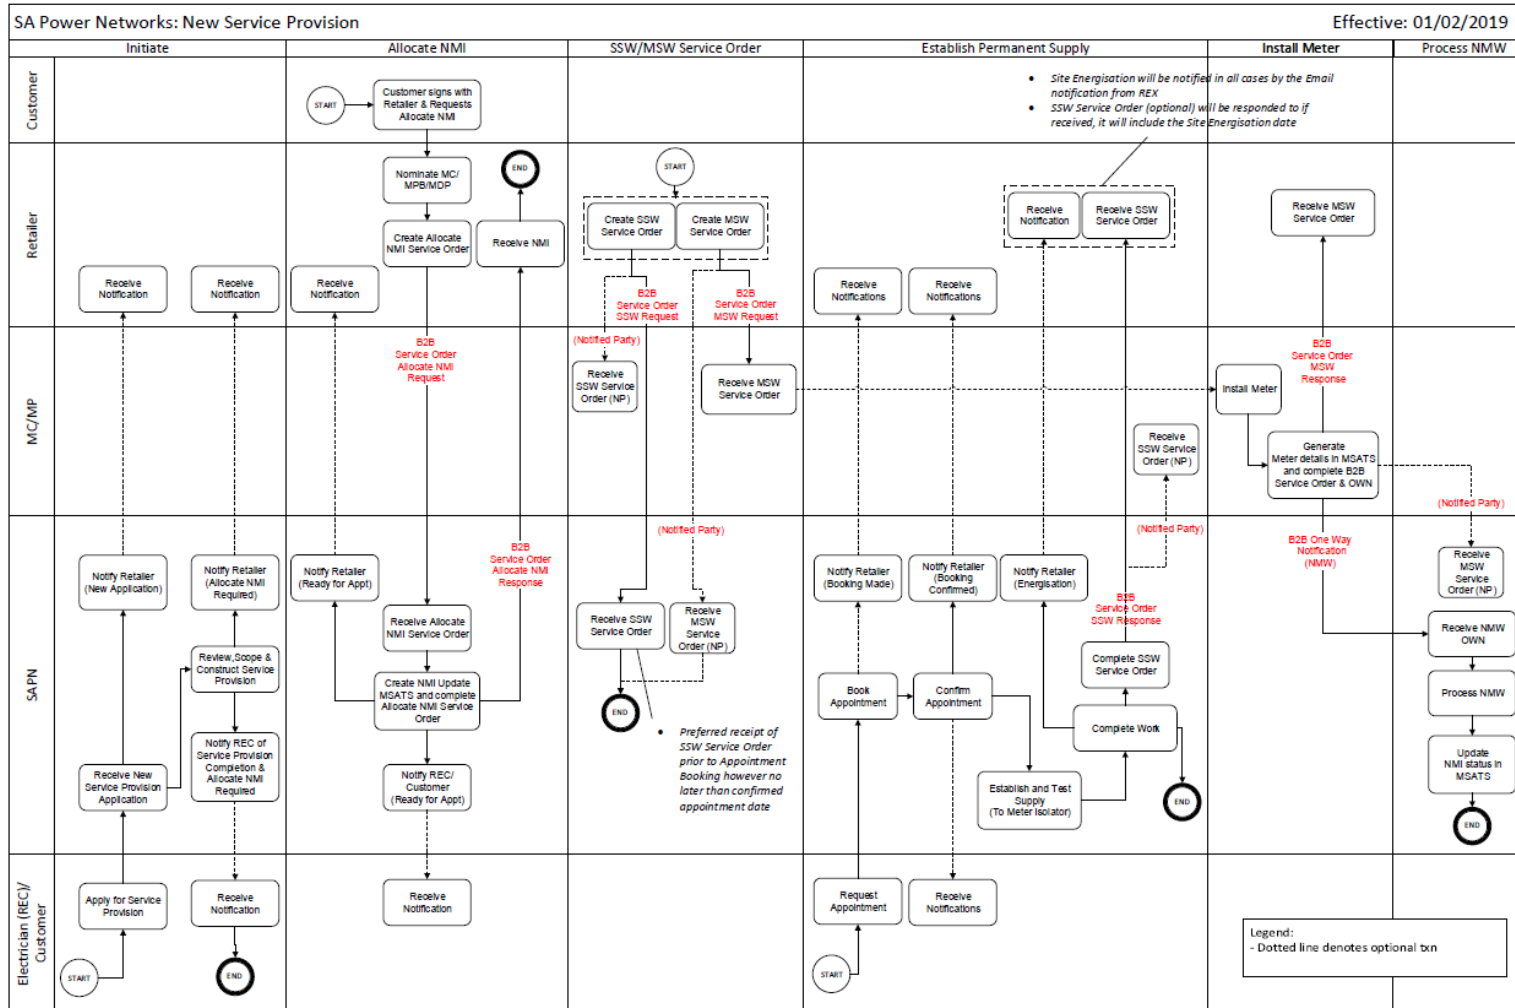 SA Power Networks: New Service Provision
Effective: 01/02/2019
Initiate
Allocate NMI
SSW/MSW Service Order
Establish Permanent Supply
Install Meter
Process NMW
Customer
START
Customer signs with
Retailer & Requests
Allocate NMI
• Site Energisation will be notified in all cases by the Email
notification from REX
• SSW Service Order (optional) will be responded to if
received, it will include the Site Energisation date
Retailer
Nominate MC/
MPB/MDP
END
START
Create Allocate
NMI Service Order
Receive NMI
Create SSW
Service Order
Create MSW
Service Order
Receive
Notification
Receive SSW
Service Order
Receive MSW
Service Order
Receive
Notification
Receive
Notification
Receive
Notification
B2B
Service Order
SSW Request
B2B
Service Order
MSW Request
Receive
Notifications
Receive
Notifications
MC/MP
B2B
Service Order
Allocate NMI
Request
(Notified Party)
Receive
SSW Service
Order (NP)
Receive MSW
Service Order
Install Meter
B2B
Service Order
MSW
Response
Receive
SSW Service
Order (NP)
Generate
Meter details in MSATS
and complete B2B
Service Order & OWN
(Notified Party)
SAPN
Notify Retailer
(New Application)
Notify Retailer
(Allocate NMI
Required)
Notify Retailer
(Ready for Appt)
B2B
Service Order
Allocate NMI
Response
(Notified Party)
Notify Retailer
(Booking Made)
Notify Retailer
(Booking
Confirmed)
Notify Retailer
(Energisation)
(Notified Party)
B2B One Way
Notification
(NMW)
Receive
MSW
Service
Order (NP)
Receive Allocate
NMI Service Order
Receive SSW
Service Order
Receive
MSW
Service
Order (NP)
B2B
Service Order
SSW Response
Receive NMW
OWN
Review,Scope &
Construct Service
Provision
Create NMI Update
MSATS and complete
Allocate NMI Service
Order
END
Book
Appointment
Confirm
Appointment
Complete SSW
Service Order
Process NMW
Complete Work
• Preferred receipt of
SSW Service Order
prior to Appointment
Booking however no
later than confirmed
appointment date
Receive New
Service Provision
Application
Notify REC of
Service Provision
Completion &
Allocate NMI
Required
Notify REC/
Customer
(Ready for Appt)
Establish and Test
Supply
(To Meter Isolator)
END
Update
NMI status in
MSATS
END
Electrician (REC)/
Customer
Apply for Service
Provision
Receive
Notification
Receive
Notification
Request
Appointment
Receive
Notifications
START
END
START
Legend:
- Dotted line denotes optional txn